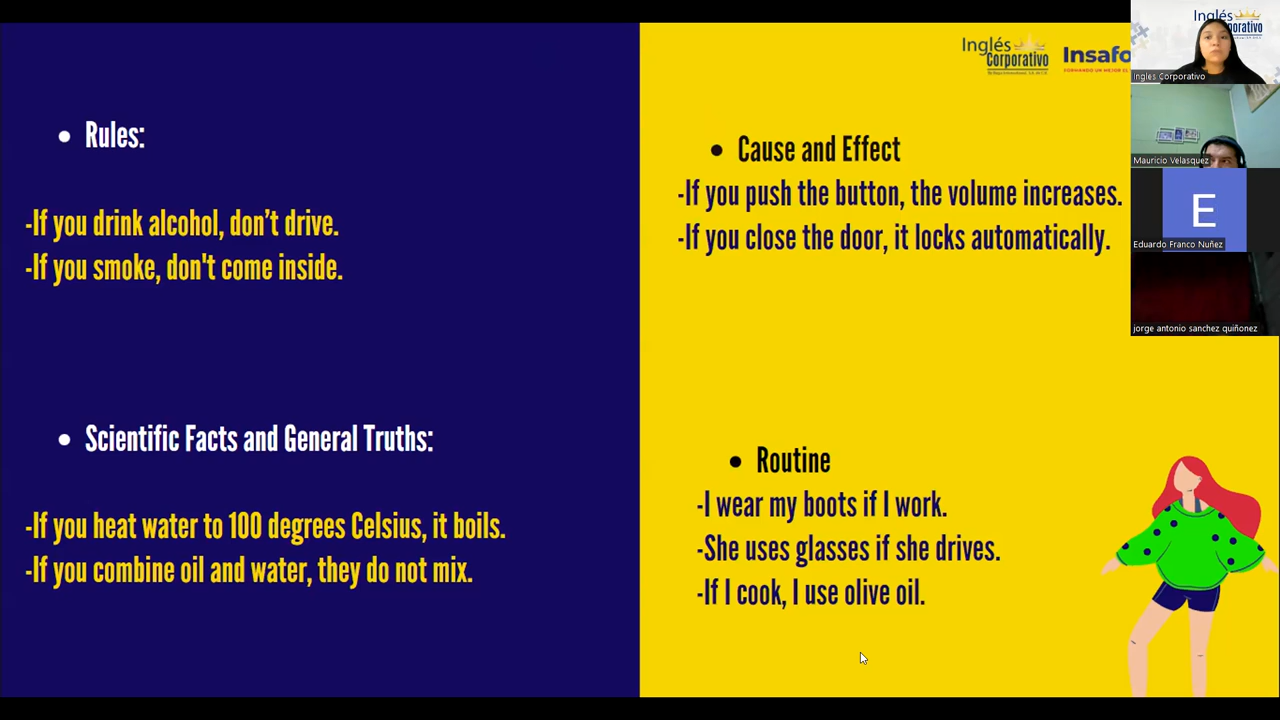 • Rules:
-If you drink alcohol, don’t drive.
-If you smoke, don't come inside.
• Scientific Facts and General Truths:
-If you heat water to 100 degrees Celsius, it boils.
-If you combine oil and water, they do not mix.
Inglés
Corporativo
Insafo
• Cause and Effect
-If you push the button, the volume increases.
-If you close the door, it locks automatically.
• Routine
-I wear my boots if I work.
-She uses glasses if she drives.
-If I cook, I use olive oil.
Inglés
Corporativo
Ingles Corporativo
Mauricio Velasquez
E
Eduardo Franco Nuñez
jorge antonio sanchez quiñonez